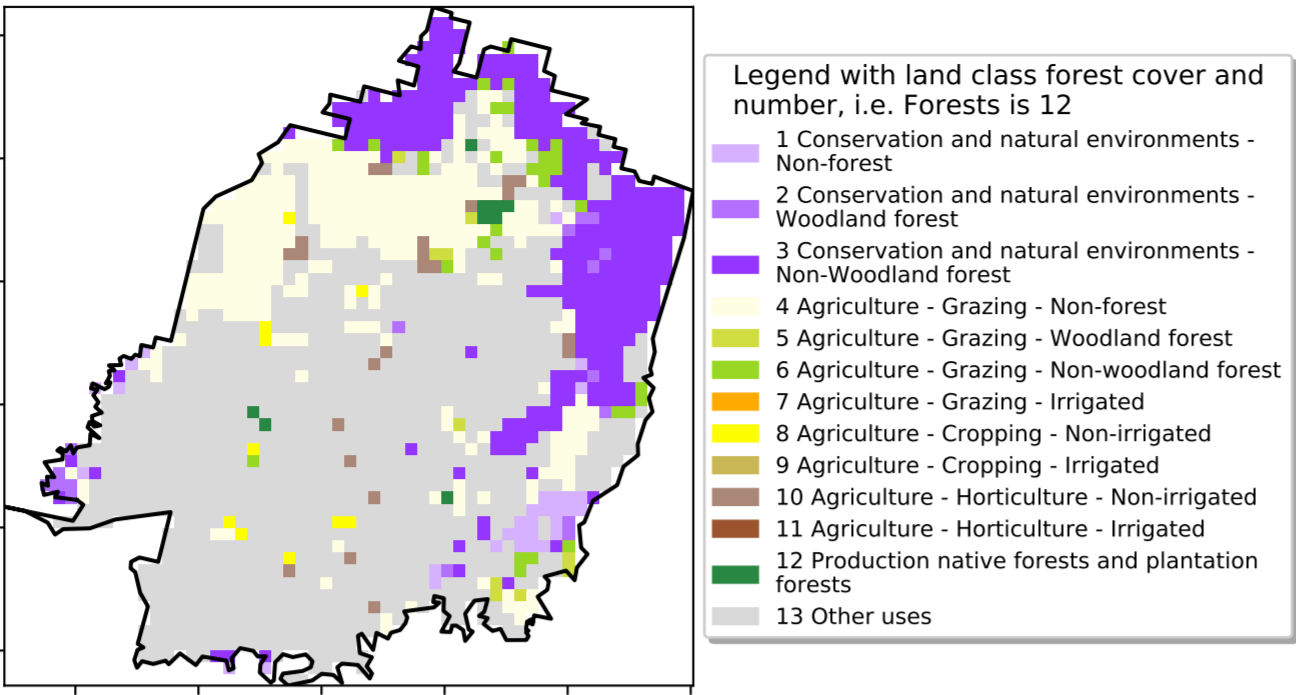 Legend with land class forest cover and
number, i.e. Forests is 12
1 Conservation and natural environments -
Non-forest
2 Conservation and natural environments -
Woodland forest
3 Conservation and natural environments -
Non-Woodland forest
4 Agriculture - Grazing - Non-forest
5 Agriculture - Grazing - Woodland forest
6 Agriculture - Grazing - Non-woodland forest
7 Agriculture - Grazing - Irrigated
8 Agriculture - Cropping - Non-irrigated
9 Agriculture - Cropping - Irrigated
10 Agriculture - Horticulture - Non-irrigated
11 Agriculture - Horticulture - Irrigated
12 Production native forests and plantation
forests
13 Other uses